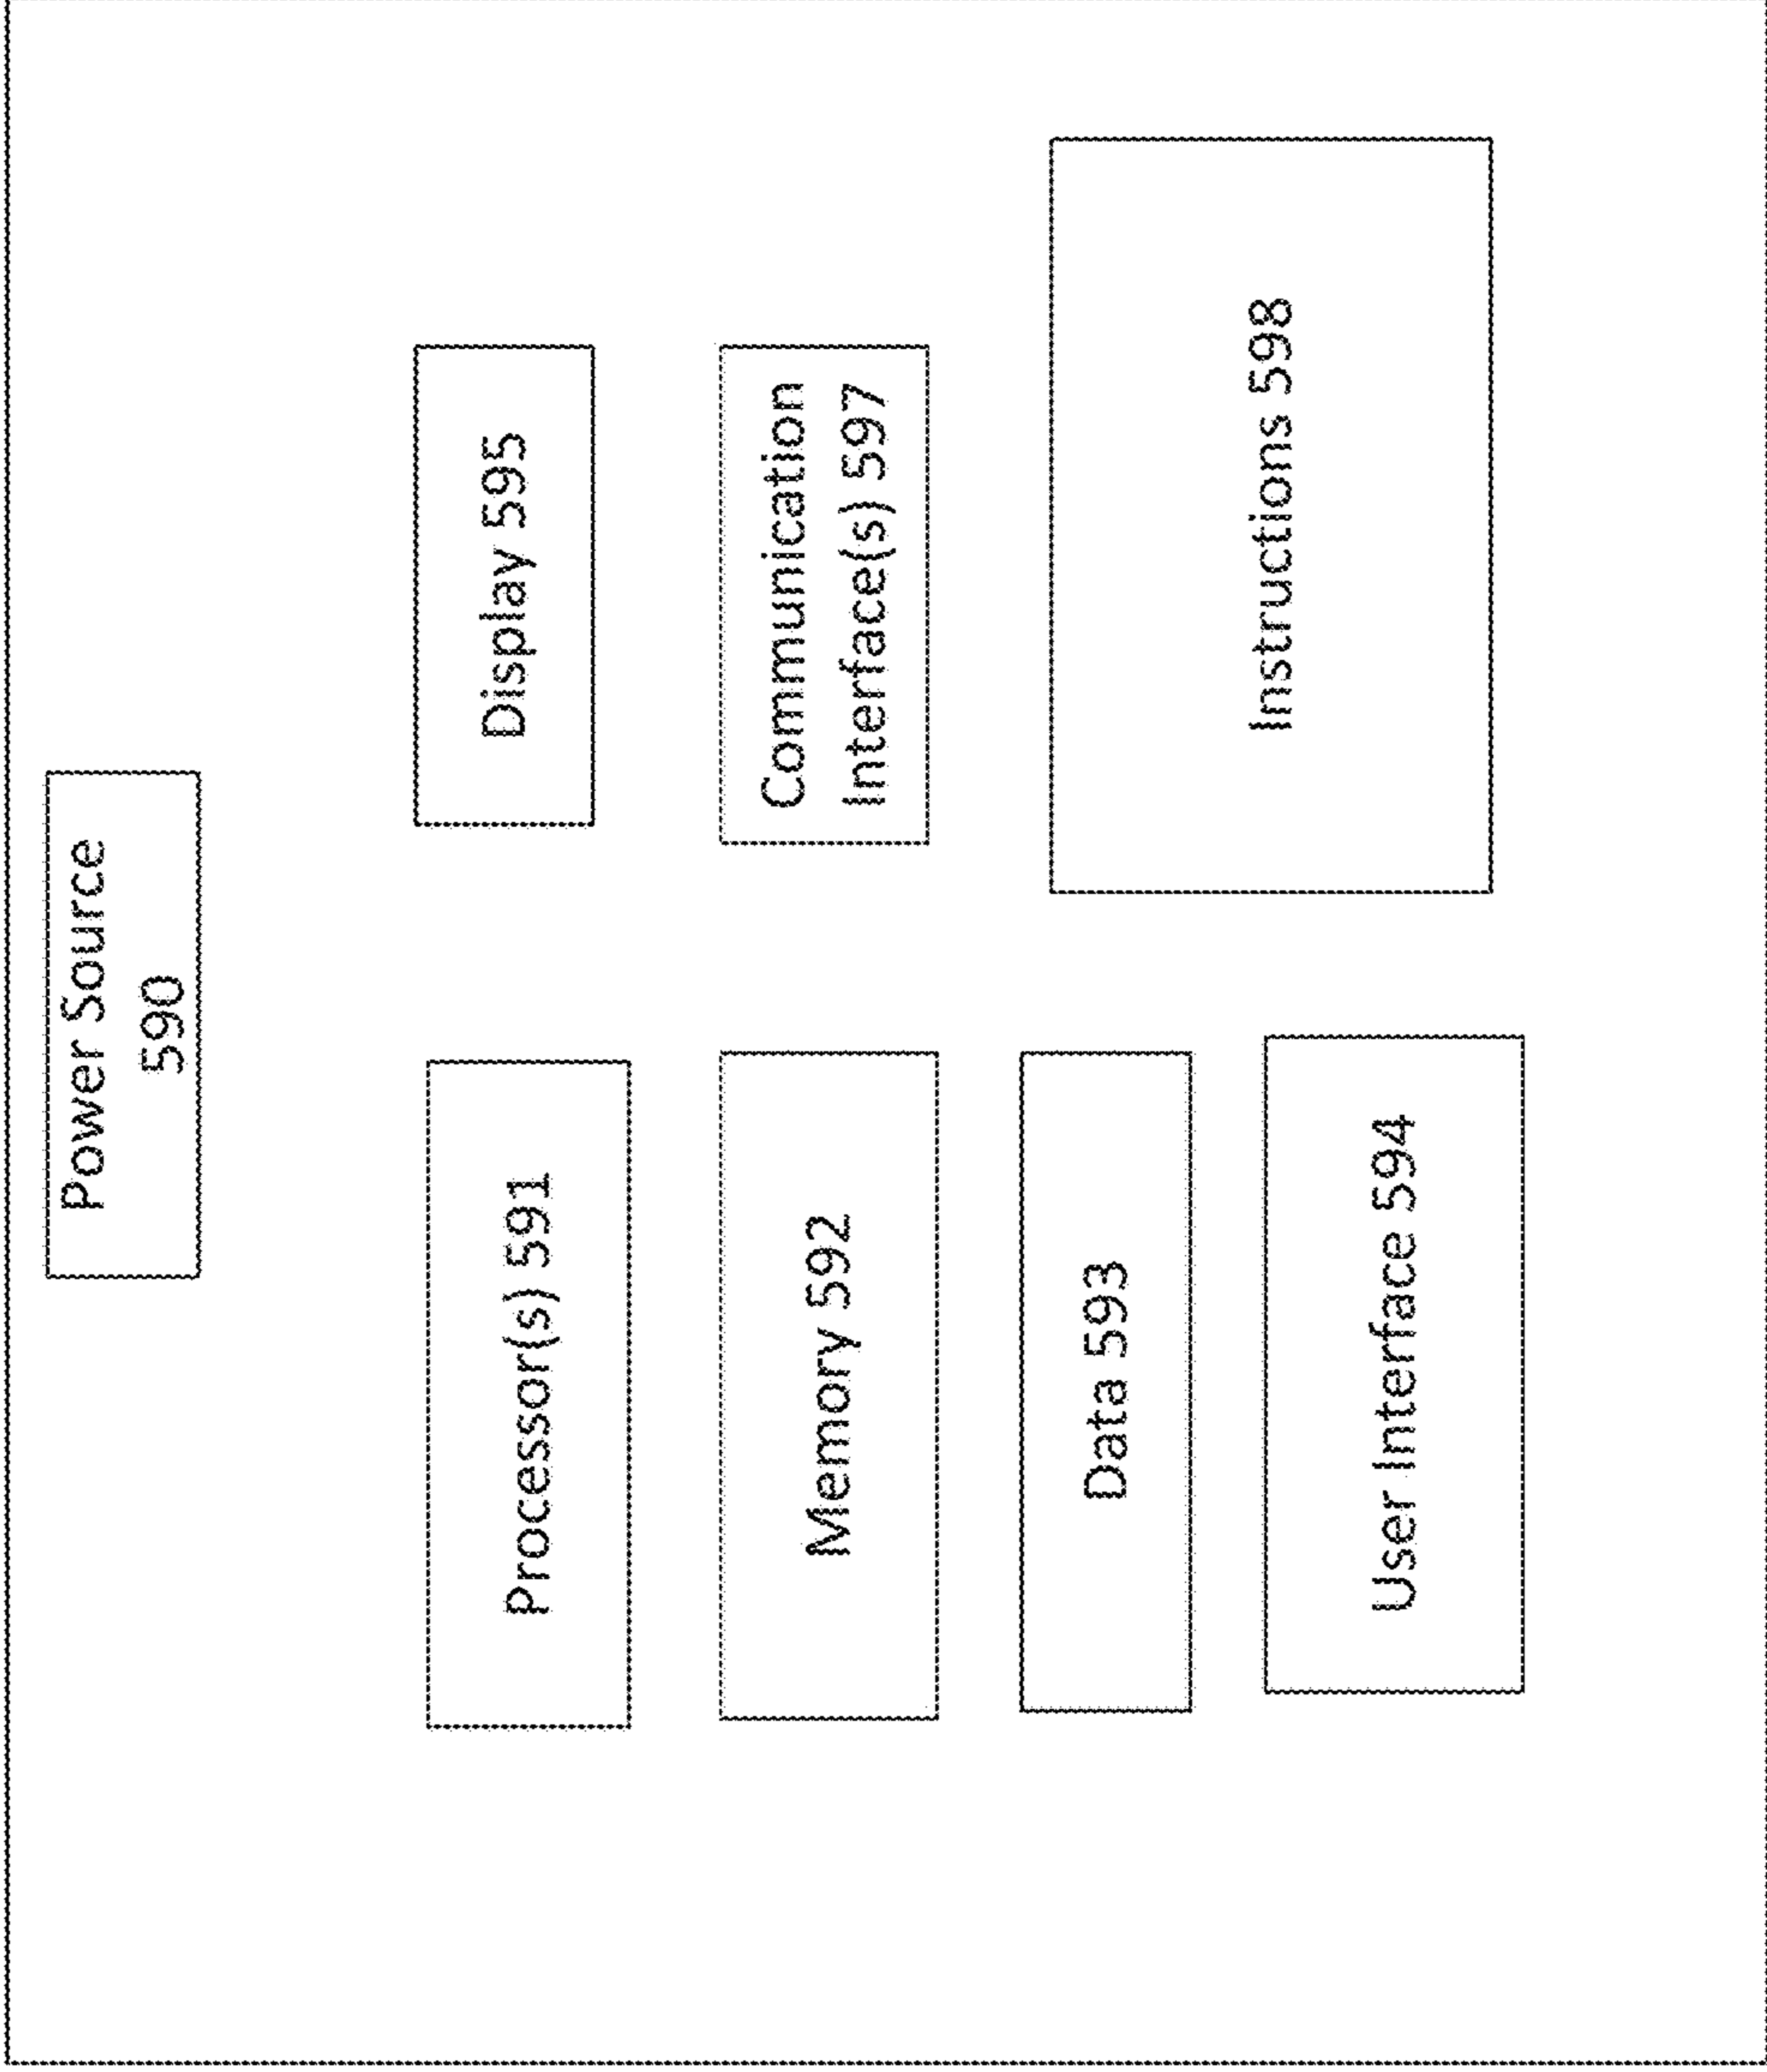 Power Source
590
Processor(s) 591
Display 595
Memory 592
Communication
Interface(s) 597
Data 593
Instructions 598
User Interface 594